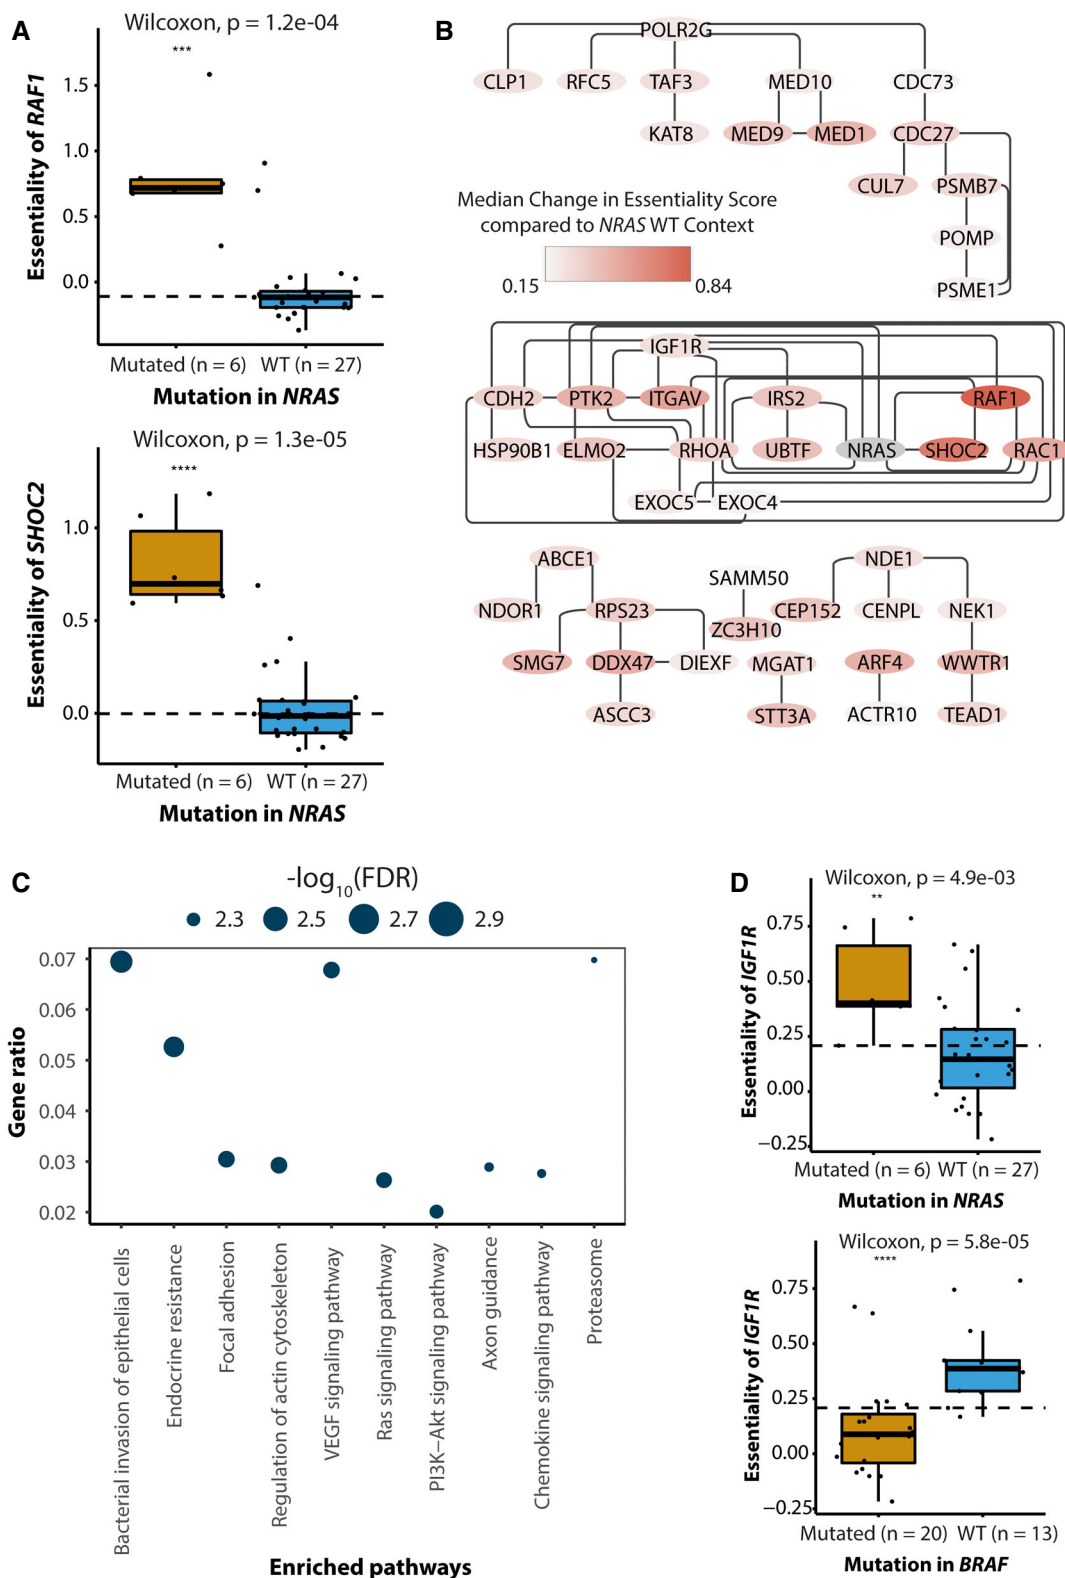 A
Wilcoxon, p = 1.2e-04
***
Essentiality of RAF1
1.5
1.0
0.5
0.0
Mutated (n = 6) WT (n = 27)
Mutation in NRAS
Wilcoxon, p = 1.3e-05
****
Essentiality of SHOC2
1.0
0.5
0.0
Mutated (n = 6) WT (n = 27)
Mutation in NRAS
B
POLR2G
CLP1 RFC5 TAF3 MED10 CDC73
KAT8 MED9 MED1 CDC27
CUL7 PSMB7
POMP
PSME1
Median Change in Essentiality Score
compared to NRAS WT Context
0.15 0.84
IGF1R
CDH2 PTK2 ITGAV IRS2 RAF1
HSP90B1 ELMO2 RHOA UBTF NRAS SHOC2 RAC1
EXOC5 EXOC4
ABCE1 SAMM50 NDE1
NDOR1 RPS23 CEP152 CENPL NEK1
ZC3H10
SMG7 DDX47 DIEXF MGAT1 ARF4 WWTR1
ASCC3 STT3A ACTR10 TEAD1
C
-log10(FDR)
2.3 2.5 2.7 2.9
Gene ratio
0.07
0.06
0.05
0.04
0.03
0.02
Bacterial invasion of epithelial cells
Endocrine resistance
Focal adhesion
Regulation of actin cytoskeleton
VEGF signaling pathway
Ras signaling pathway
PI3K−Akt signaling pathway
Axon guidance
Chemokine signaling pathway
Proteasome
Enriched pathways
D
Wilcoxon, p = 4.9e-03
**
Essentiality of IGF1R
0.75
0.50
0.25
0.00
−0.25
Mutated (n = 6) WT (n = 27)
Mutation in NRAS
Wilcoxon, p = 5.8e-05
****
Essentiality of IGF1R
0.75
0.50
0.25
0.00
−0.25
Mutated (n = 20) WT (n = 13)
Mutation in BRAF